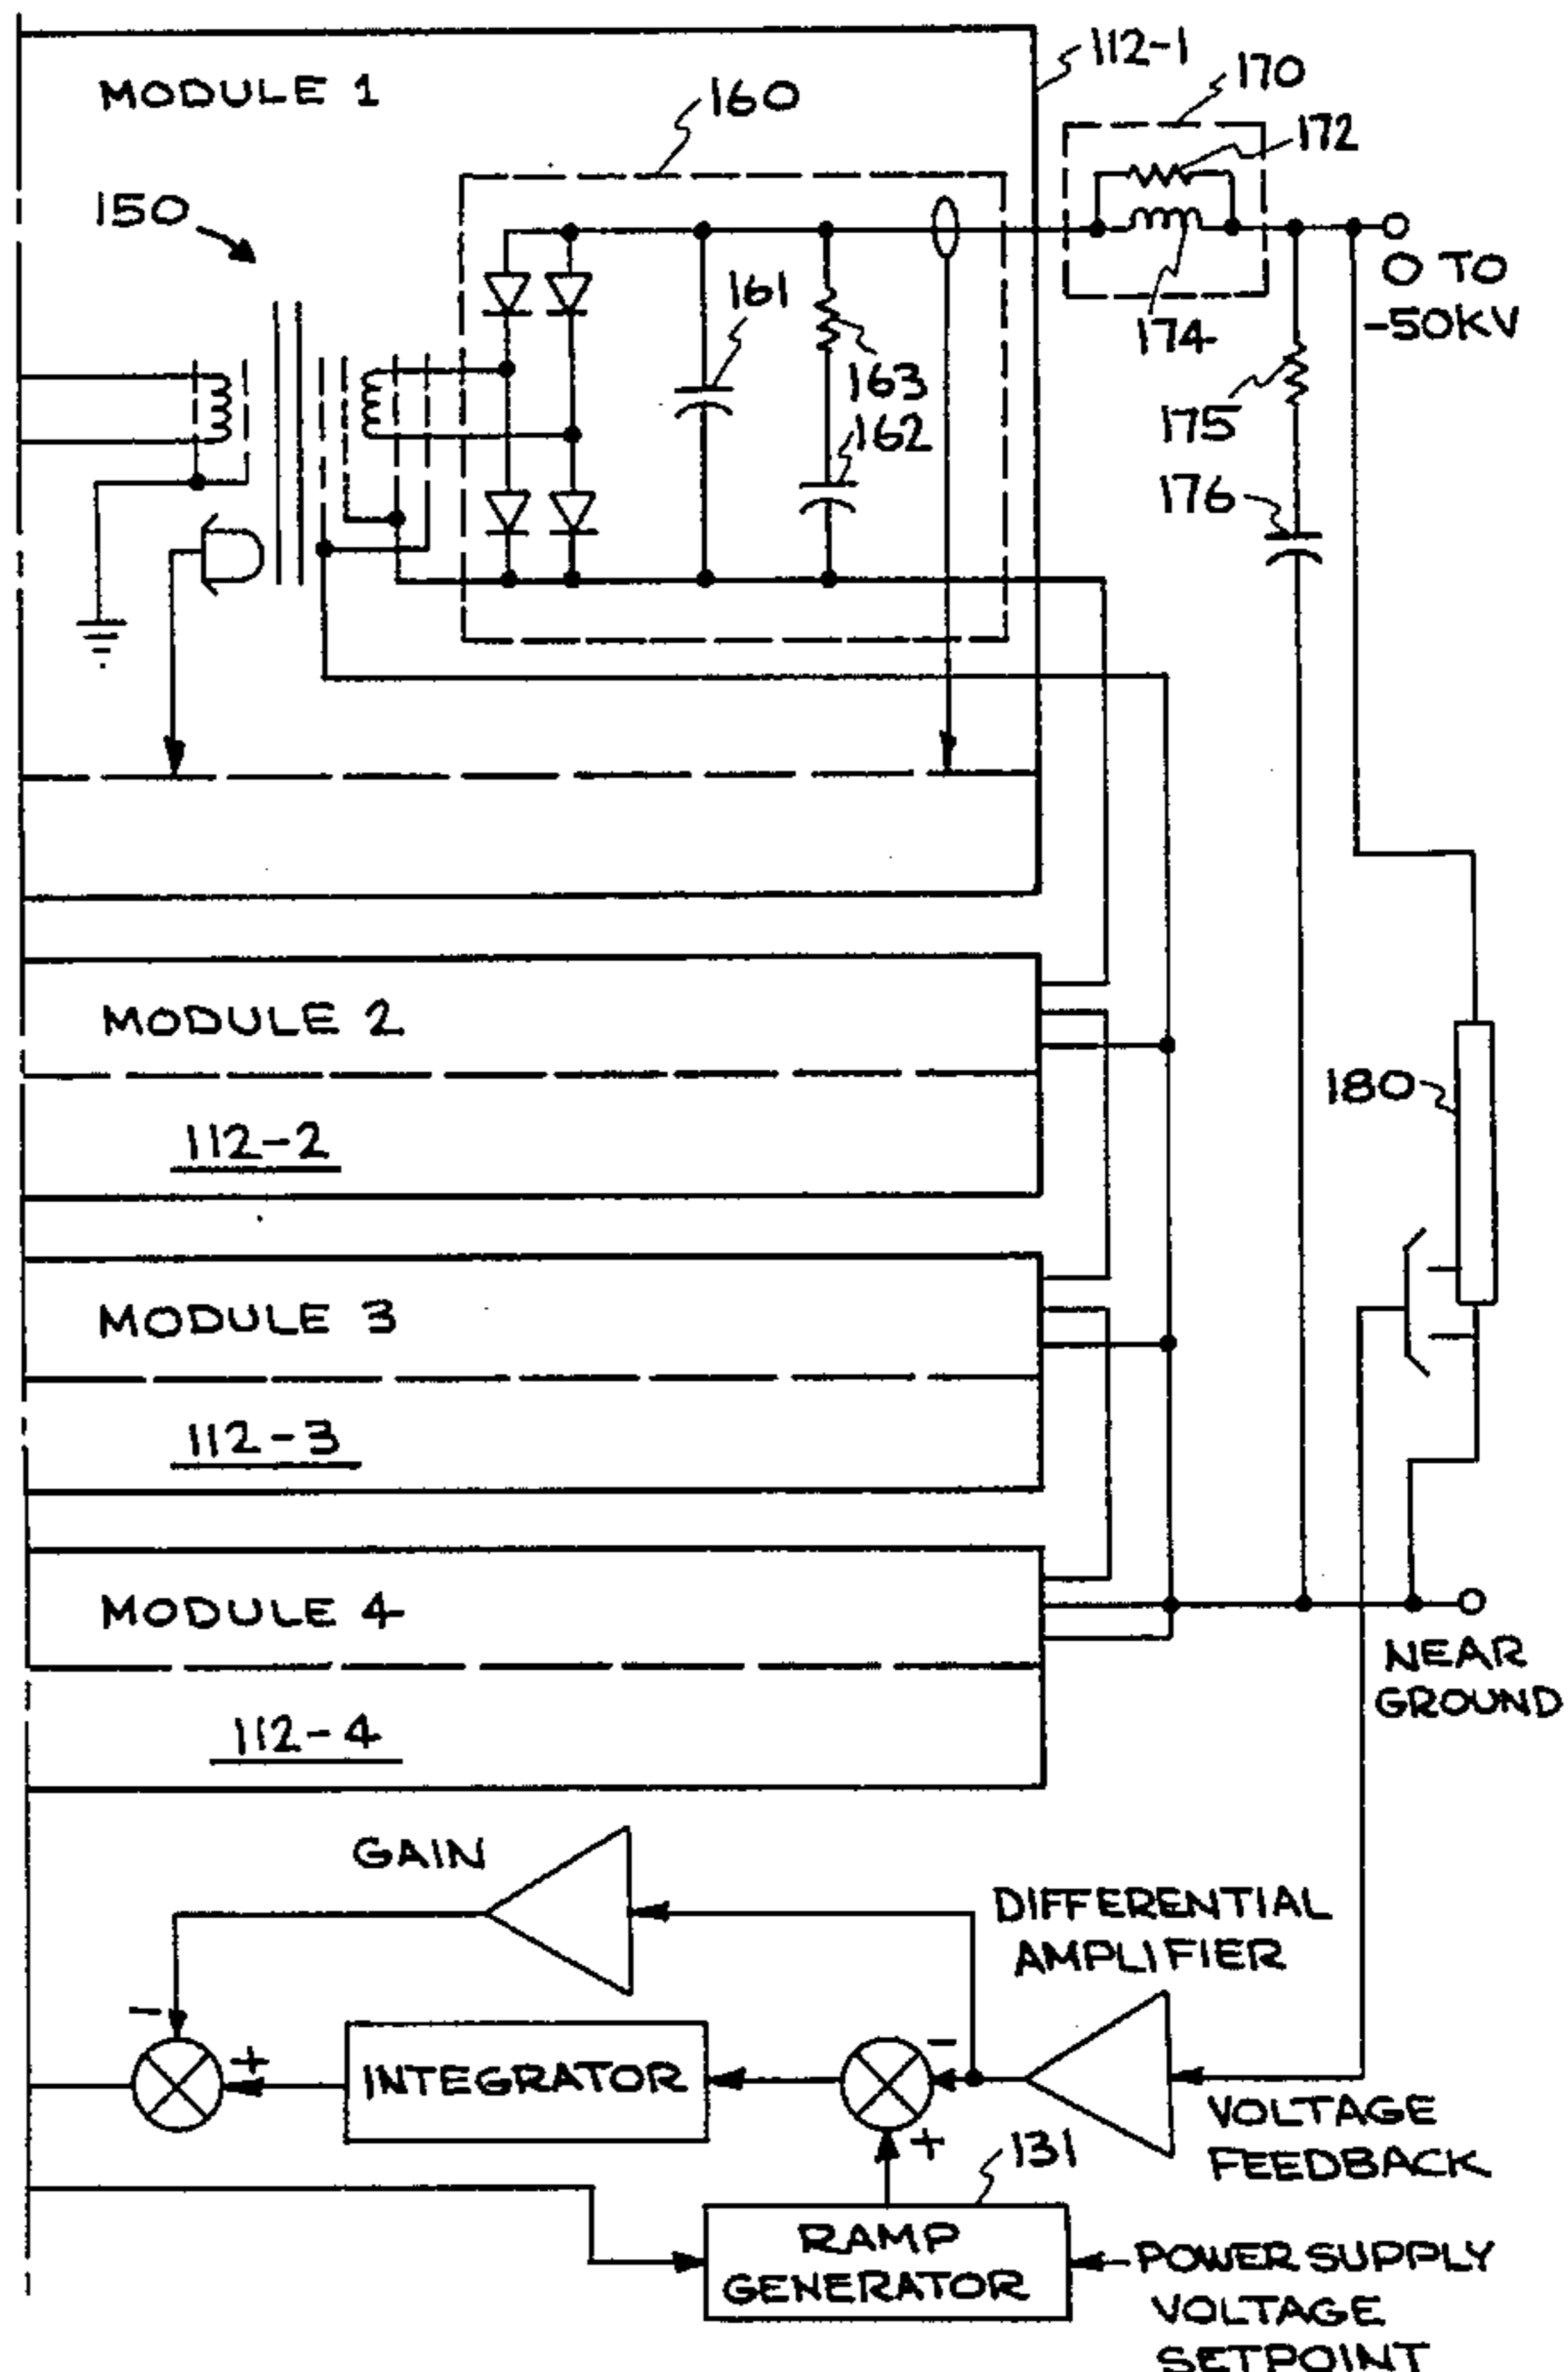 MODULE 1
112-1
170
160
172
150
0 TO
-50KV
161
174
163
175
162
176
MODULE 2
180
112-2
MODULE 3
112-3
MODULE 4
NEAR
GROUND
112-4
GAIN
DIFFERENTIAL
AMPLIFIER
-
+
INTEGRATOR
-
+
VOLTAGE
FEEDBACK
131
RAMP
GENERATOR
POWER SUPPLY
VOLTAGE
SETPOINT